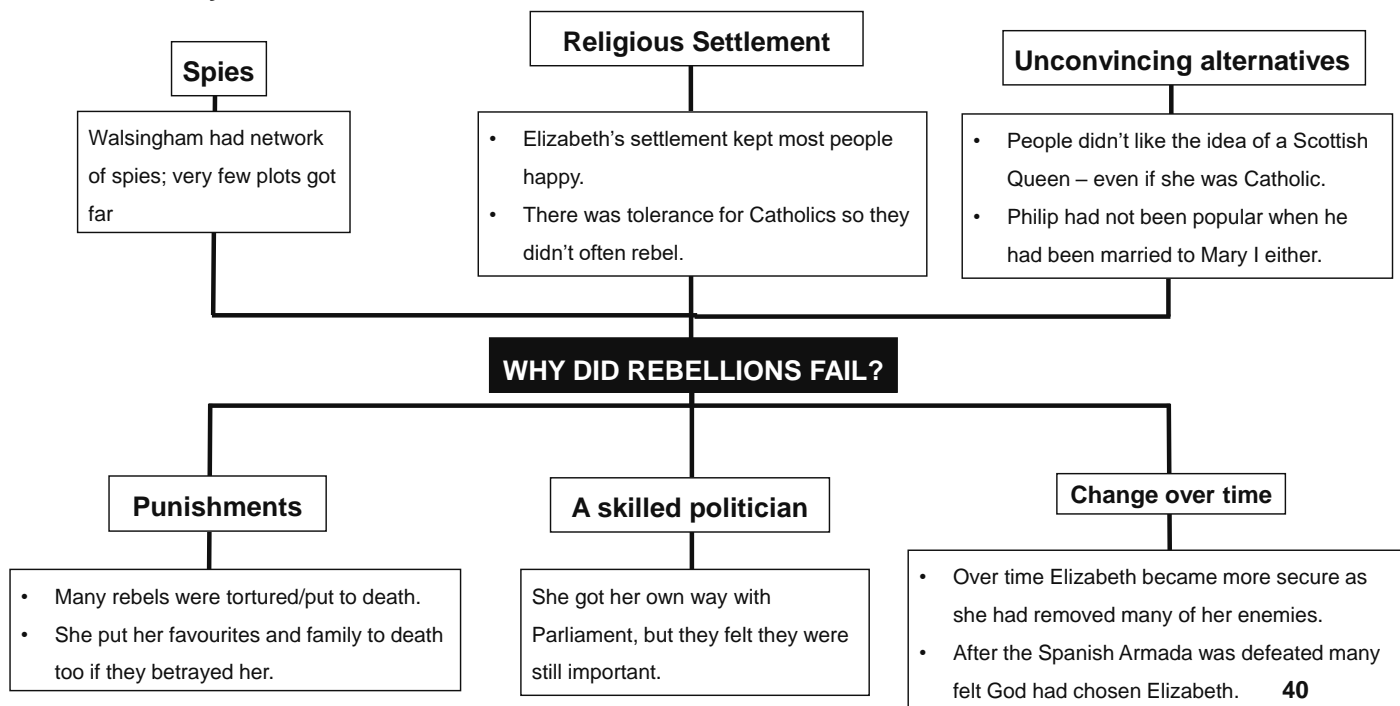 Spies
Walsingham had network
of spies; very few plots got
far
Religious Settlement
• Elizabeth’s settlement kept most people
happy.
• There was tolerance for Catholics so they
didn’t often rebel.
Unconvincing alternatives
• People didn’t like the idea of a Scottish
Queen – even if she was Catholic.
• Philip had not been popular when he
had been married to Mary I either.
WHY DID REBELLIONS FAIL?
Punishments
• Many rebels were tortured/put to death.
• She put her favourites and family to death
too if they betrayed her.
A skilled politician
She got her own way with
Parliament, but they felt they were
still important.
Change over time
• Over time Elizabeth became more secure as
she had removed many of her enemies.
• After the Spanish Armada was defeated many
felt God had chosen Elizabeth. 40